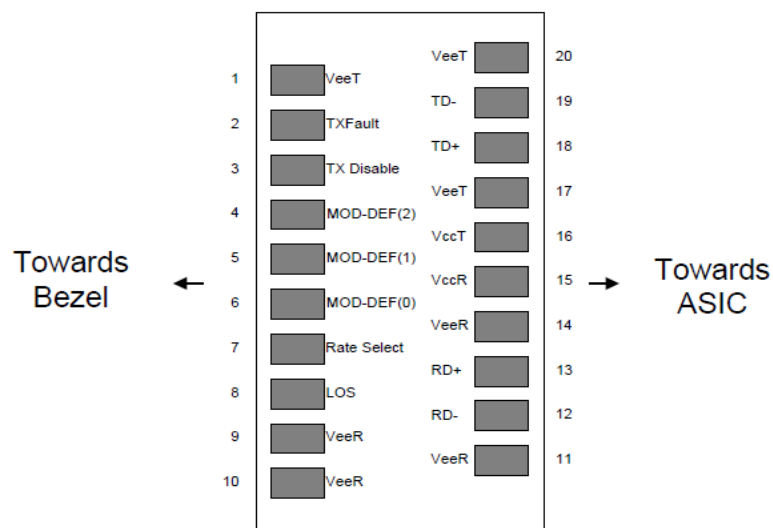 VeeT 20
1 VeeT
TD- 19
2 TXFault
TD+ 18
3 TX Disable
VeeT 17
4 MOD-DEF(2)
VccT 16
5 MOD-DEF(1)
Towards
Bezel
VccR 15
Towards
ASIC
6 MOD-DEF(0)
VeeR 14
7 Rate Select
RD+ 13
8 LOS
RD- 12
9 VeeR
VeeR 11
10 VeeR